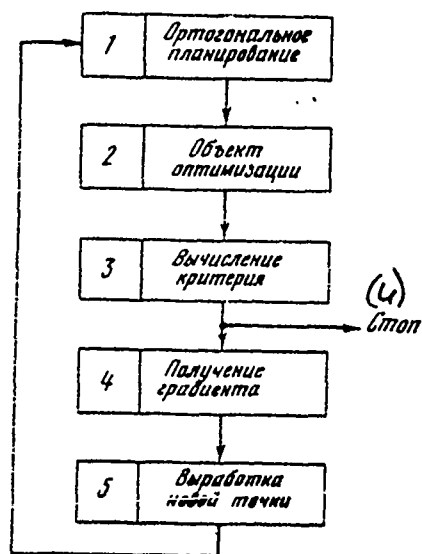 1
Ортогональное
планирование
2
Объект
оптимизации
3
Вычисление
критерия
(и)
Стоп
4
Получение
градиента
5
Выработка
новой точки